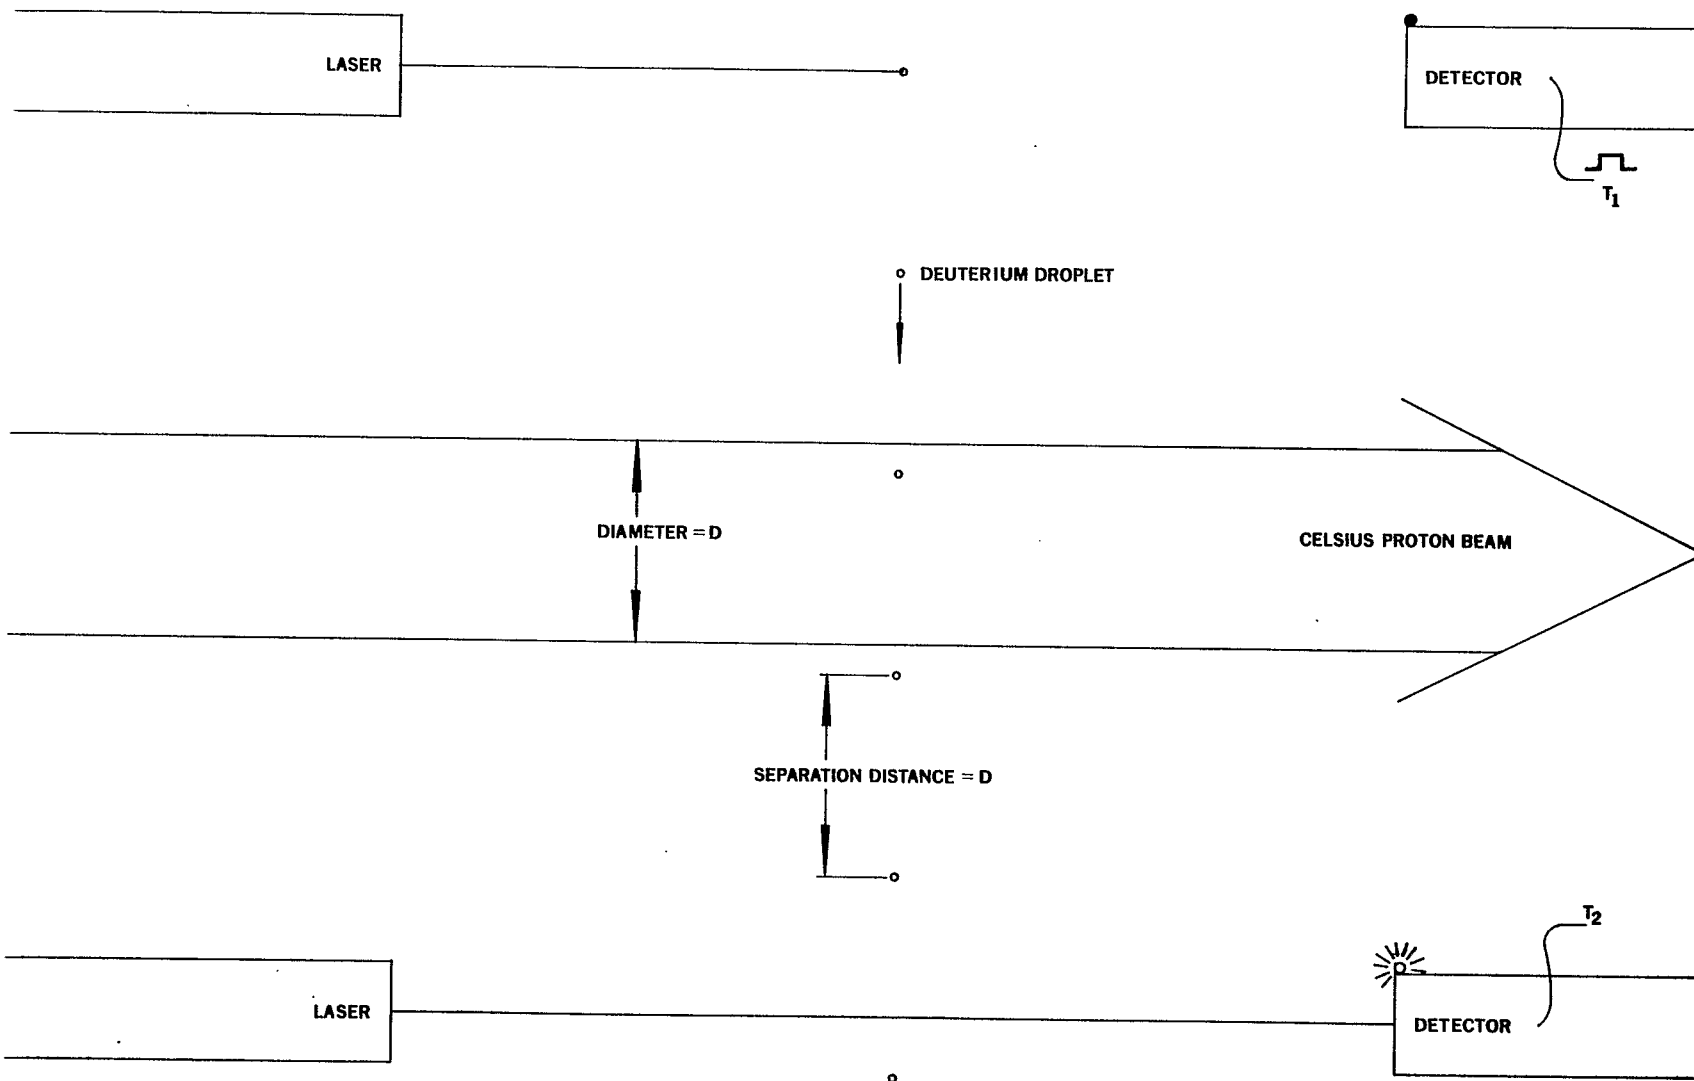 LASER
DETECTOR
T1
DEUTERIUM DROPLET
DIAMETER = D
CELSIUS PROTON BEAM
SEPARATION DISTANCE = D
T2
LASER
DETECTOR